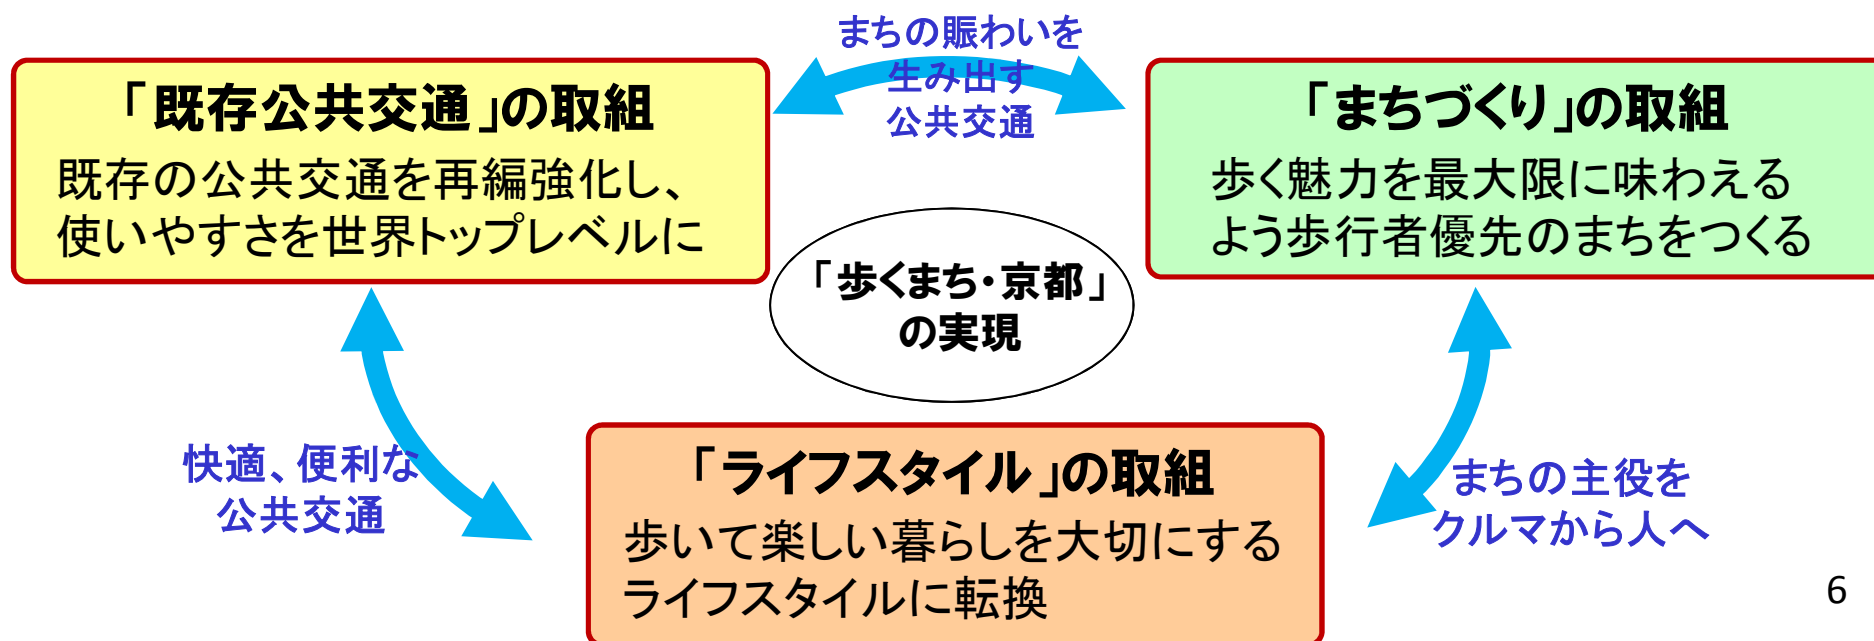 まちの賑わいを
生み出す
公共交通
「既存公共交通」の取組
既存の公共交通を再編強化し、
使いやすさを世界トップレベルに
「まちづくり」の取組
歩く魅力を最大限に味わえる
よう歩行者優先のまちをつくる
「歩くまち・京都」
の実現
快適、便利な
公共交通
「ライフスタイル」の取組
歩いて楽しい暮らしを大切にする
ライフスタイルに転換
まちの主役を
クルマから人へ
6